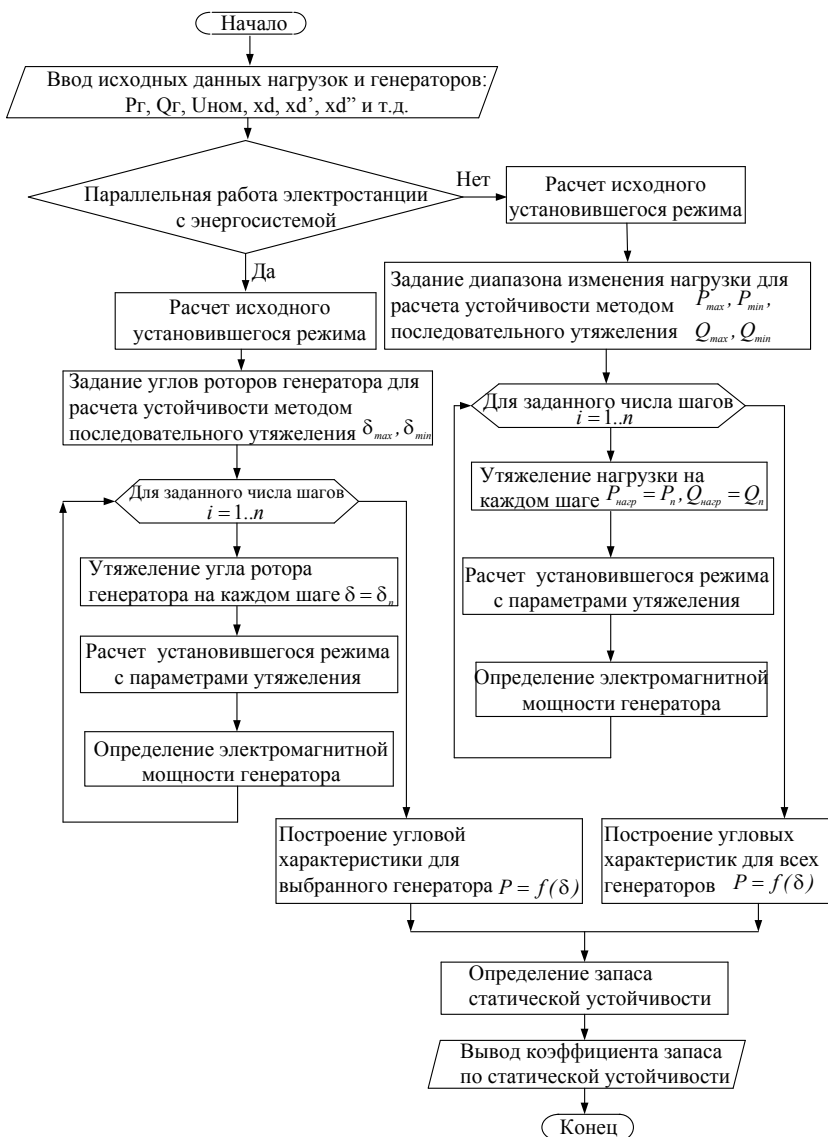 Начало
Ввод исходных данных нагрузок и генераторов:
Pг, Qг, Uном, xd, xd’, xd” и т.д.
Параллельная работа электростанции
с энергосистемой
Нет
Да
Расчет исходного
установившегося режима
Задание углов роторов генератора для
расчета устойчивости методом
последовательного утяжеления δmax, δmin
Для заданного числа шагов
i = 1..n
Утяжеление угла ротора
генератора на каждом шаге δ = δn
Расчет установившегося режима
с параметрами утяжеления
Определение электромагнитной
мощности генератора
Построение угловой
характеристики для
выбранного генератора P = f(δ)
Расчет исходного
установившегося режима
Задание диапазона изменения нагрузки для
расчета устойчивости методом Pmax, Pmin,
последовательного утяжеления Qmax, Qmin
Для заданного числа шагов
i = 1..n
Утяжеление нагрузки на
каждом шаге Pнагр = Pn, Qнагр = Qn
Расчет установившегося режима
с параметрами утяжеления
Определение электромагнитной
мощности генератора
Построение угловых
характеристик для всех
генераторов P = f(δ)
Определение запаса
статической устойчивости
Вывод коэффициента запаса
по статической устойчивости
Конец